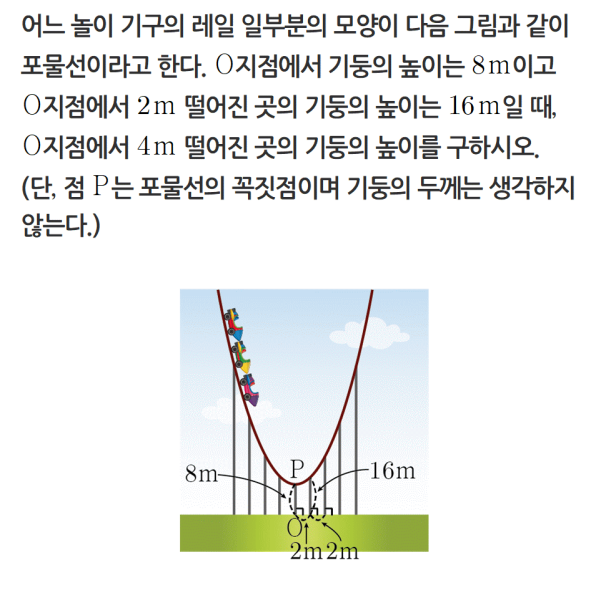 어느 놀이 기구의 레일 일부분의 모양이 다음 그림과 같이
포물선이라고 한다. O지점에서 기둥의 높이는 8m이고
O지점에서 2m 떨어진 곳의 기둥의 높이는 16m일 때,
O지점에서 4m 떨어진 곳의 기둥의 높이를 구하시오.
(단, 점 P는 포물선의 꼭짓점이며 기둥의 두께는 생각하지
않는다.)
P
8m
16m
O
2m 2m